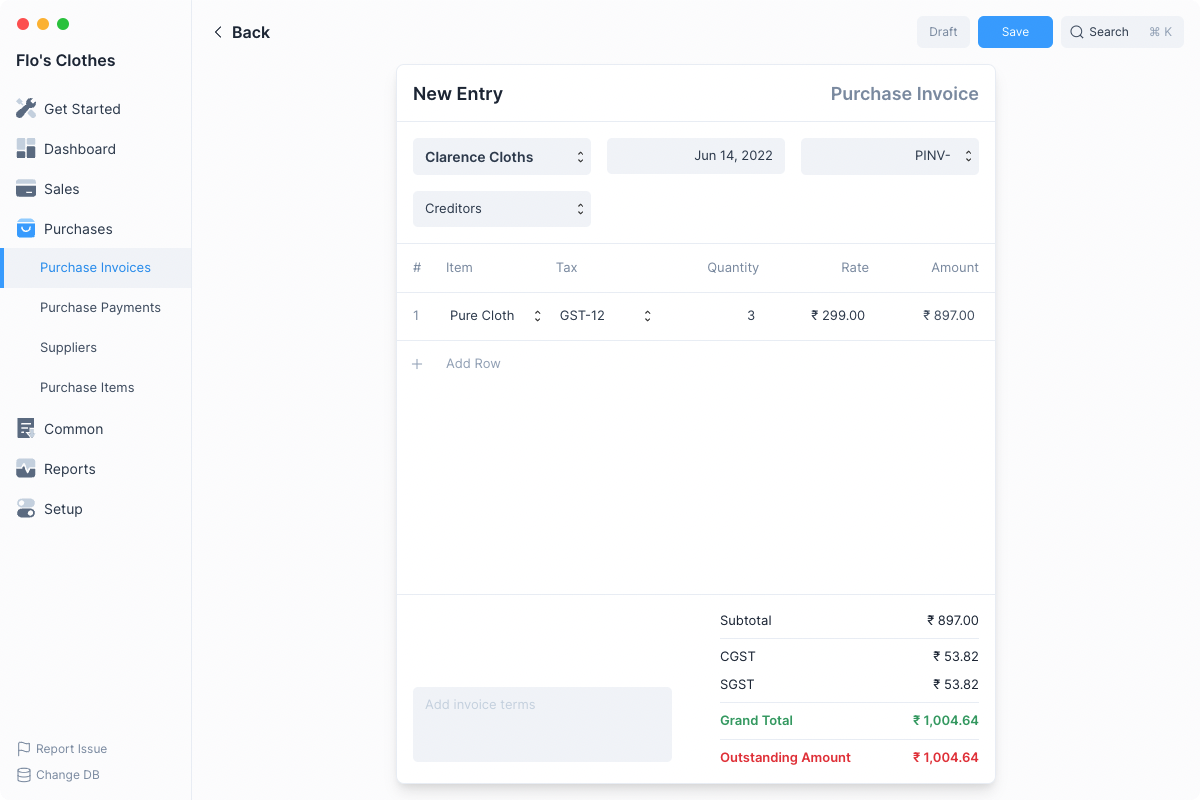 Flo's Clothes
Get Started
Dashboard
Sales
Purchases
Purchase Invoices
Purchase Payments
Suppliers
Purchase Items
Common
Reports
Setup
Report Issue
Change DB
Back
Draft
Save
Search ⌘ K
New Entry
Purchase Invoice
Clarence Cloths
Jun 14, 2022
PINV-
Creditors
# Item Tax Quantity Rate Amount
1 Pure Cloth GST-12 3 ₹ 299.00 ₹ 897.00
+ Add Row
Add invoice terms
Subtotal ₹ 897.00
CGST ₹ 53.82
SGST ₹ 53.82
Grand Total ₹ 1,004.64
Outstanding Amount ₹ 1,004.64